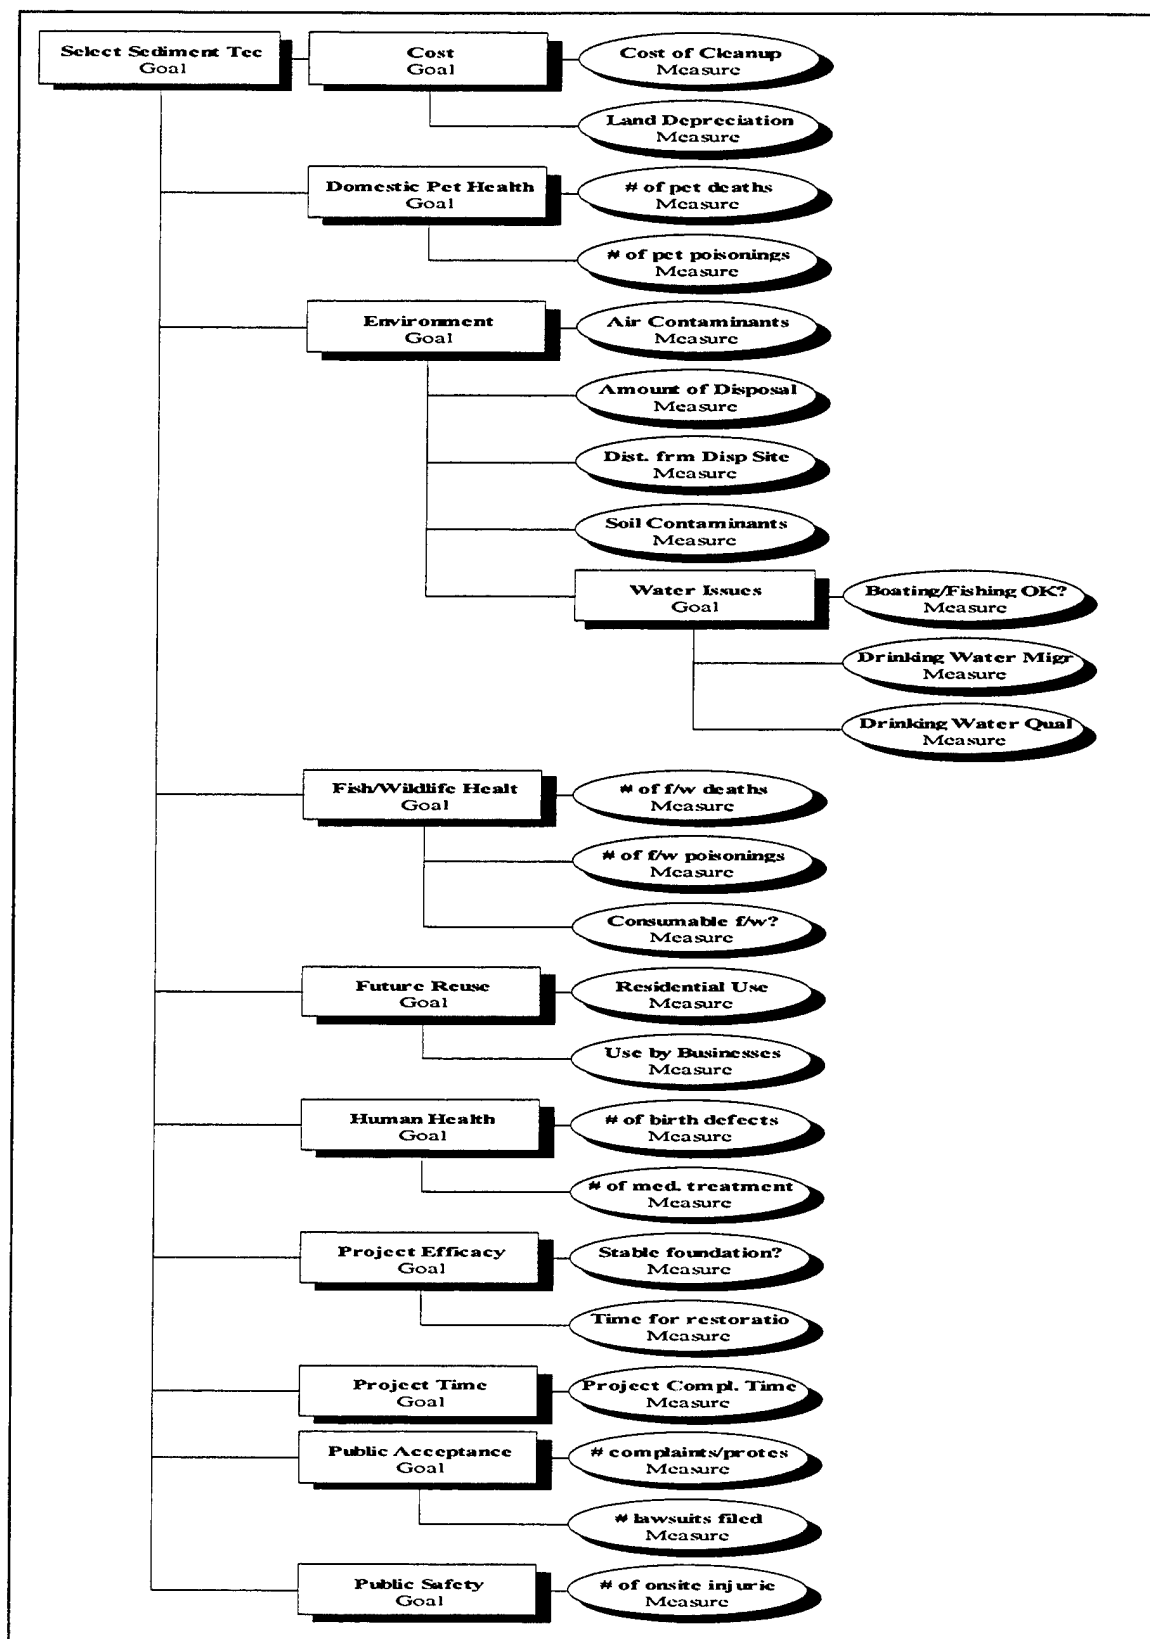 Select Sediment Tec
Goal
Cost
Goal
Cost of Cleanup
Measure
Land Depreciation
Measure
Domestic Pet Health
Goal
# of pet deaths
Measure
# of pet poisonings
Measure
Environment
Goal
Air Contaminants
Measure
Amount of Disposal
Measure
Dist. frm Disp Site
Measure
Soil Contaminants
Measure
Water Issues
Goal
Boating/Fishing OK?
Measure
Drinking Water Migr
Measure
Drinking Water Qual
Measure
Fish/Wildlife Healt
Goal
# of f/w deaths
Measure
# of f/w poisonings
Measure
Consumable f/w?
Measure
Future Reuse
Goal
Residential Use
Measure
Use by Businesses
Measure
Human Health
Goal
# of birth defects
Measure
# of med. treatment
Measure
Project Efficacy
Goal
Stable foundation?
Measure
Time for restoratio
Measure
Project Time
Goal
Project Compl. Time
Measure
Public Acceptance
Goal
# complaints/protes
Measure
# lawsuits filed
Measure
Public Safety
Goal
# of onsite injurie
Measure